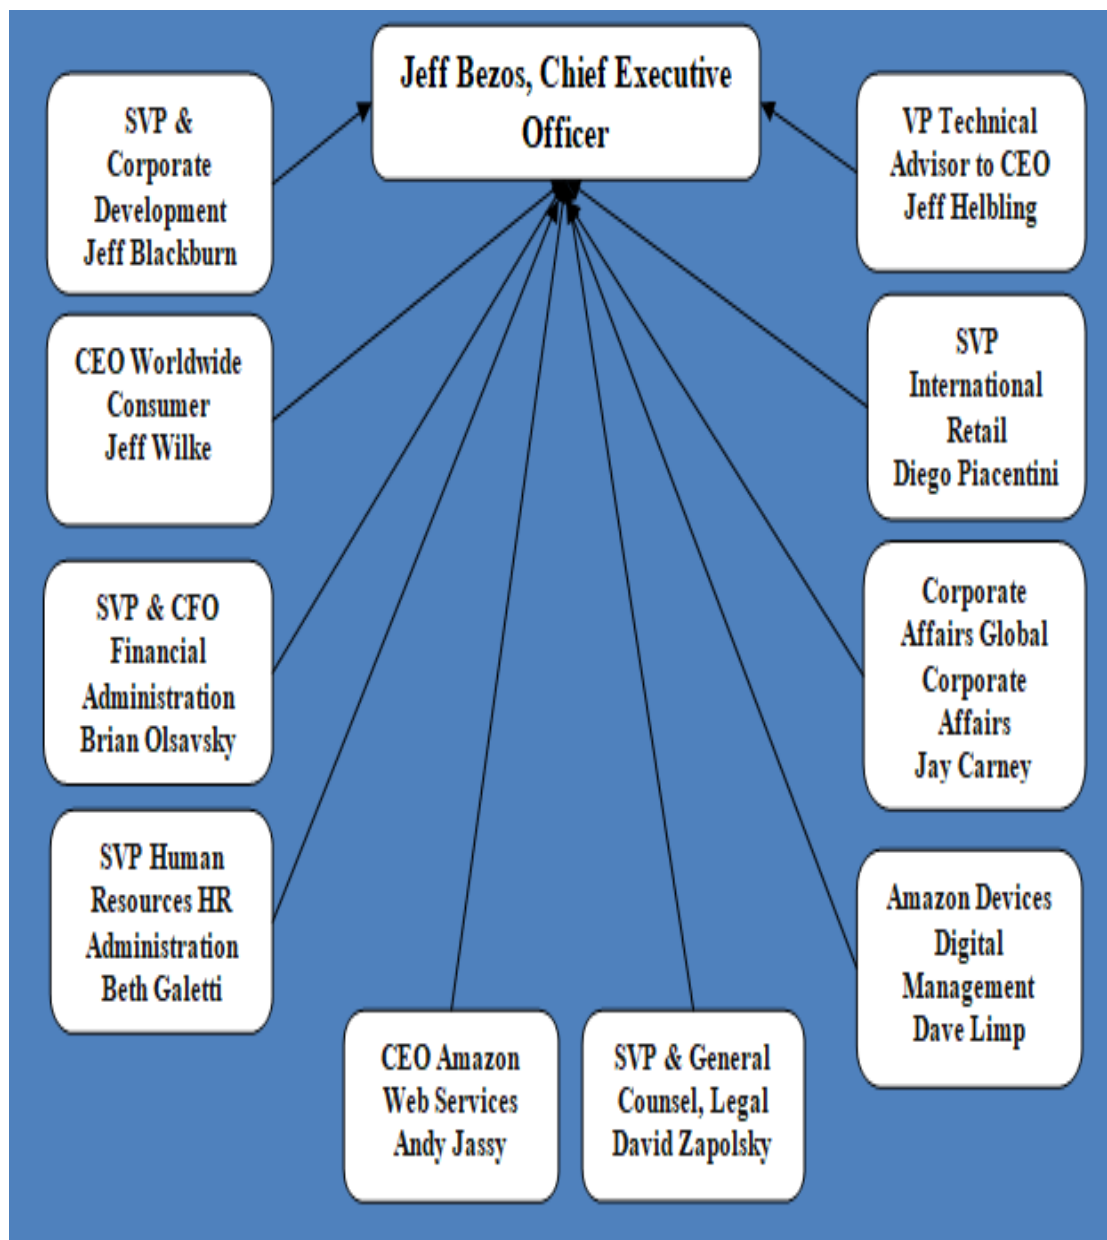 Jeff Bezos, Chief Executive
Officer
SVP &
Corporate
Development
Jeff Blackburn
VP Technical
Advisor to CEO
Jeff Helbling
CEO Worldwide
Consumer
Jeff Wilke
SVP
International
Retail
Diego Piacentini
SVP & CFO
Financial
Administration
Brian Olsavsky
Corporate
Affairs Global
Corporate
Affairs
Jay Carney
SVP Human
Resources HR
Administration
Beth Galetti
Amazon Devices
Digital
Management
Dave Limp
CEO Amazon
Web Services
Andy Jassy
SVP & General
Counsel, Legal
David Zapolsky